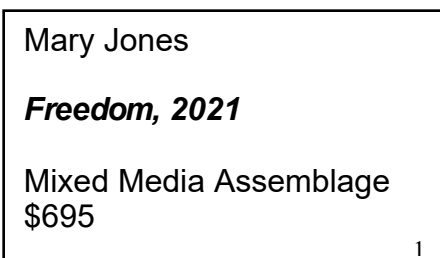 Mary Jones
Freedom, 2021
Mixed Media Assemblage
$695
1